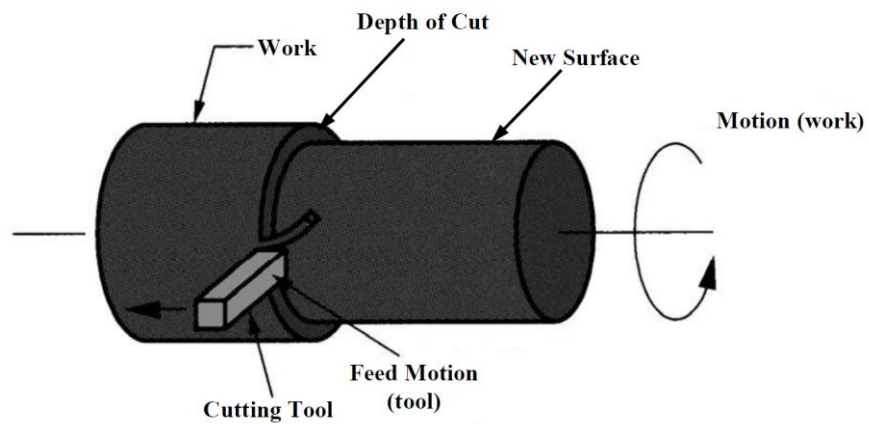 Depth of Cut
Work
New Surface
Motion (work)
Feed Motion
(tool)
Cutting Tool